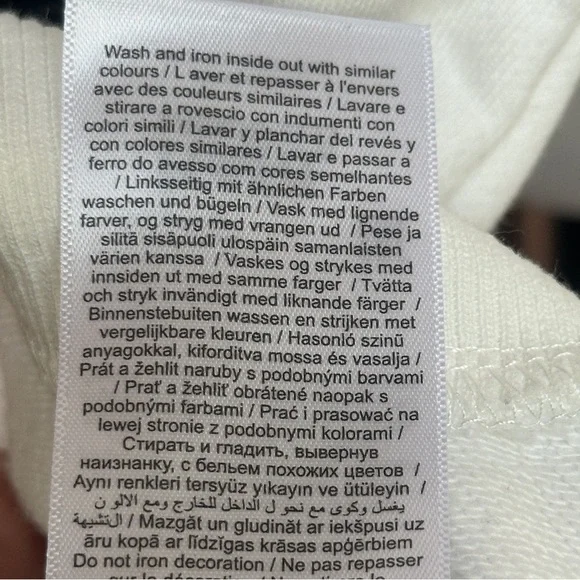 Wash and iron inside out with similar
colours / L aver et repasser à l'envers
avec des couleurs similaires / Lavare e
stirare a rovescio con indumenti con
colori simili / Lavar y planchar del revés y
con colores similares / Lavar e passar a
ferro do avesso com cores semelhantes
/ Linksseitig mit ähnlichen Farben
waschen und bügeln / Vask med lignende
farver, og stryg med vrangen ud / Pese ja
silitä sisäpuoli ulospäin samanlaisten
värien kanssa / Vaskes og strykes med
innsiden ut med samme farger / Tvätta
och stryk invändigt med liknande färger /
Binnenstebuiten wassen en strijken met
vergelijkbare kleuren / Hasonló szinű
anyagokkal, kiforditva mossa és vasalja /
Prát a žehlit naruby s podobnými barvami
/ Prať a žehliť obrátené naopak s
podobnými farbami / Prać i prasować na
lewej stronie z podobnymi kolorami /
Стирать и гладить, вывернув
наизнанку, с бельем похожих цветов /
Aynı renkleri tersyüz yıkayın ve ütüleyin /
يغسل وكوى مع نحو ل الداخل للخارج ومع الالو ن
/ Mazgāt un gludināt ar iekšpusi uz
āru kopā ar līdzīgas krāsas apģērbiem
Do not iron decoration / Ne pas repasser
sur la